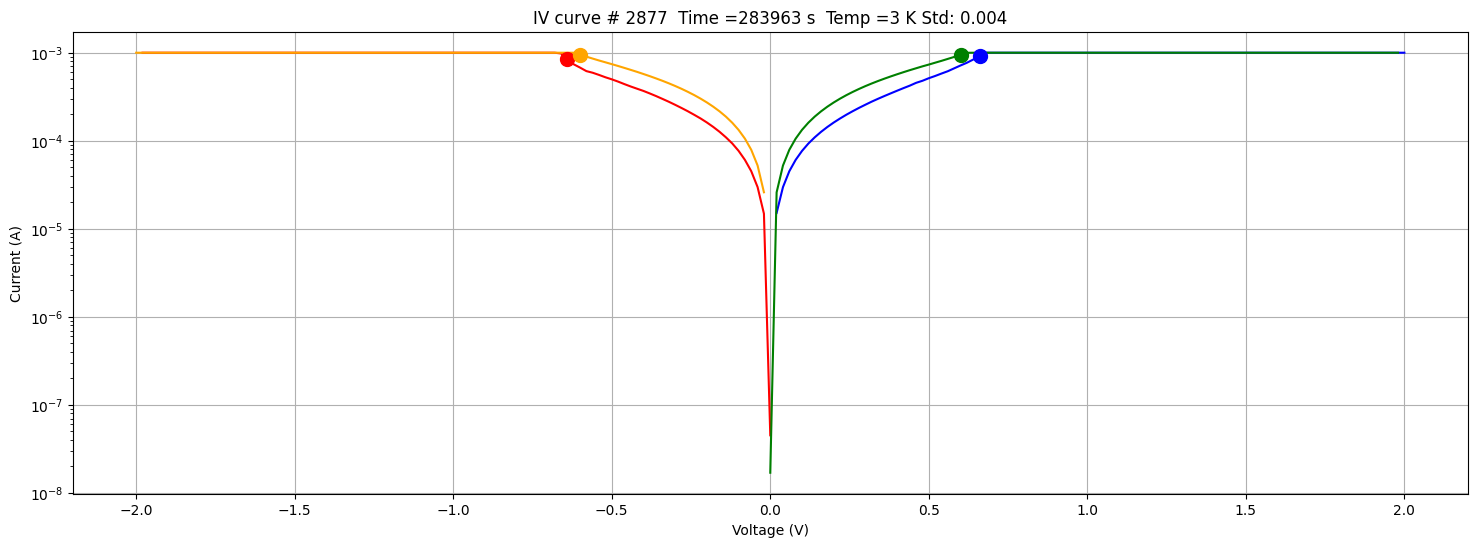 IV curve # 2877  Time =283963 s  Temp =3 K Std: 0.004
Current (A)
10⁻³
10⁻⁴
10⁻⁵
10⁻⁶
10⁻⁷
10⁻⁸
−2.0 −1.5 −1.0 −0.5 0.0 0.5 1.0 1.5 2.0
Voltage (V)